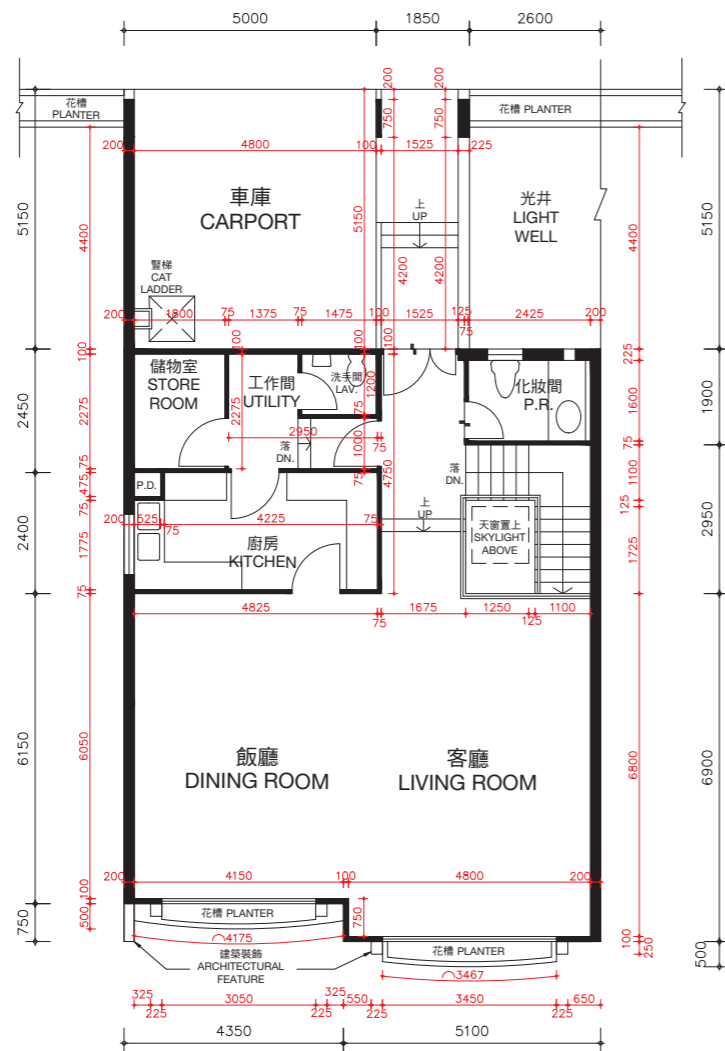 5000 1850 2600
花槽
PLANTER
花槽 PLANTER
200 200
750 750
200 4800 100 1525 225
車庫
CARPORT
上
UP
光井
LIGHT
WELL
5150 4400 5150 4200 4200 4400 5150
豎梯
CAT
LADDER
200 1800 75 1375 75 1475 100 1525 125 75 2425 200
100 100 100 100 225
儲物室
STORE
ROOM
工作間
UTILITY
洗手間
LAV.
化妝間
P.R.
2450 2275 2275 1200 1600 1900
75
2950
落
DN.
1000
75
4750
落
DN.
75
1100
75
475
P.D.
75
125
200 525 75 4225 75
廚房
KITCHEN
上
UP
天窗置上
SKYLIGHT
ABOVE
2400 1775 1725 2950
75
4825 75 1675 1250 125 1100
6150 6050 6800 6900
飯廳
DINING ROOM
客廳
LIVING ROOM
200 4150 100 4800 200
100
750 500
花槽 PLANTER
750
4175
建築裝飾
ARCHITECTURAL
FEATURE
花槽 PLANTER
100
250
500
3467
325 225 3050 225 325 550 225 3450 225 650
4350 5100